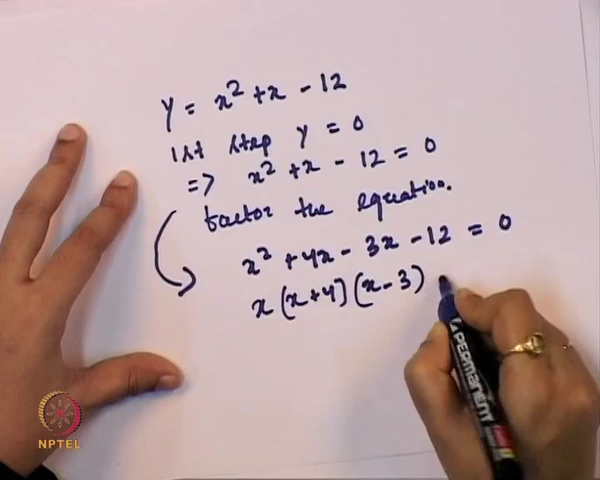 y = x² + x - 12
1st step y = 0
=> x² + x - 12 = 0
factor the equation.
x² + 4x - 3x - 12 = 0
x (x+4) (x-3)
PERMANENT
NPTEL